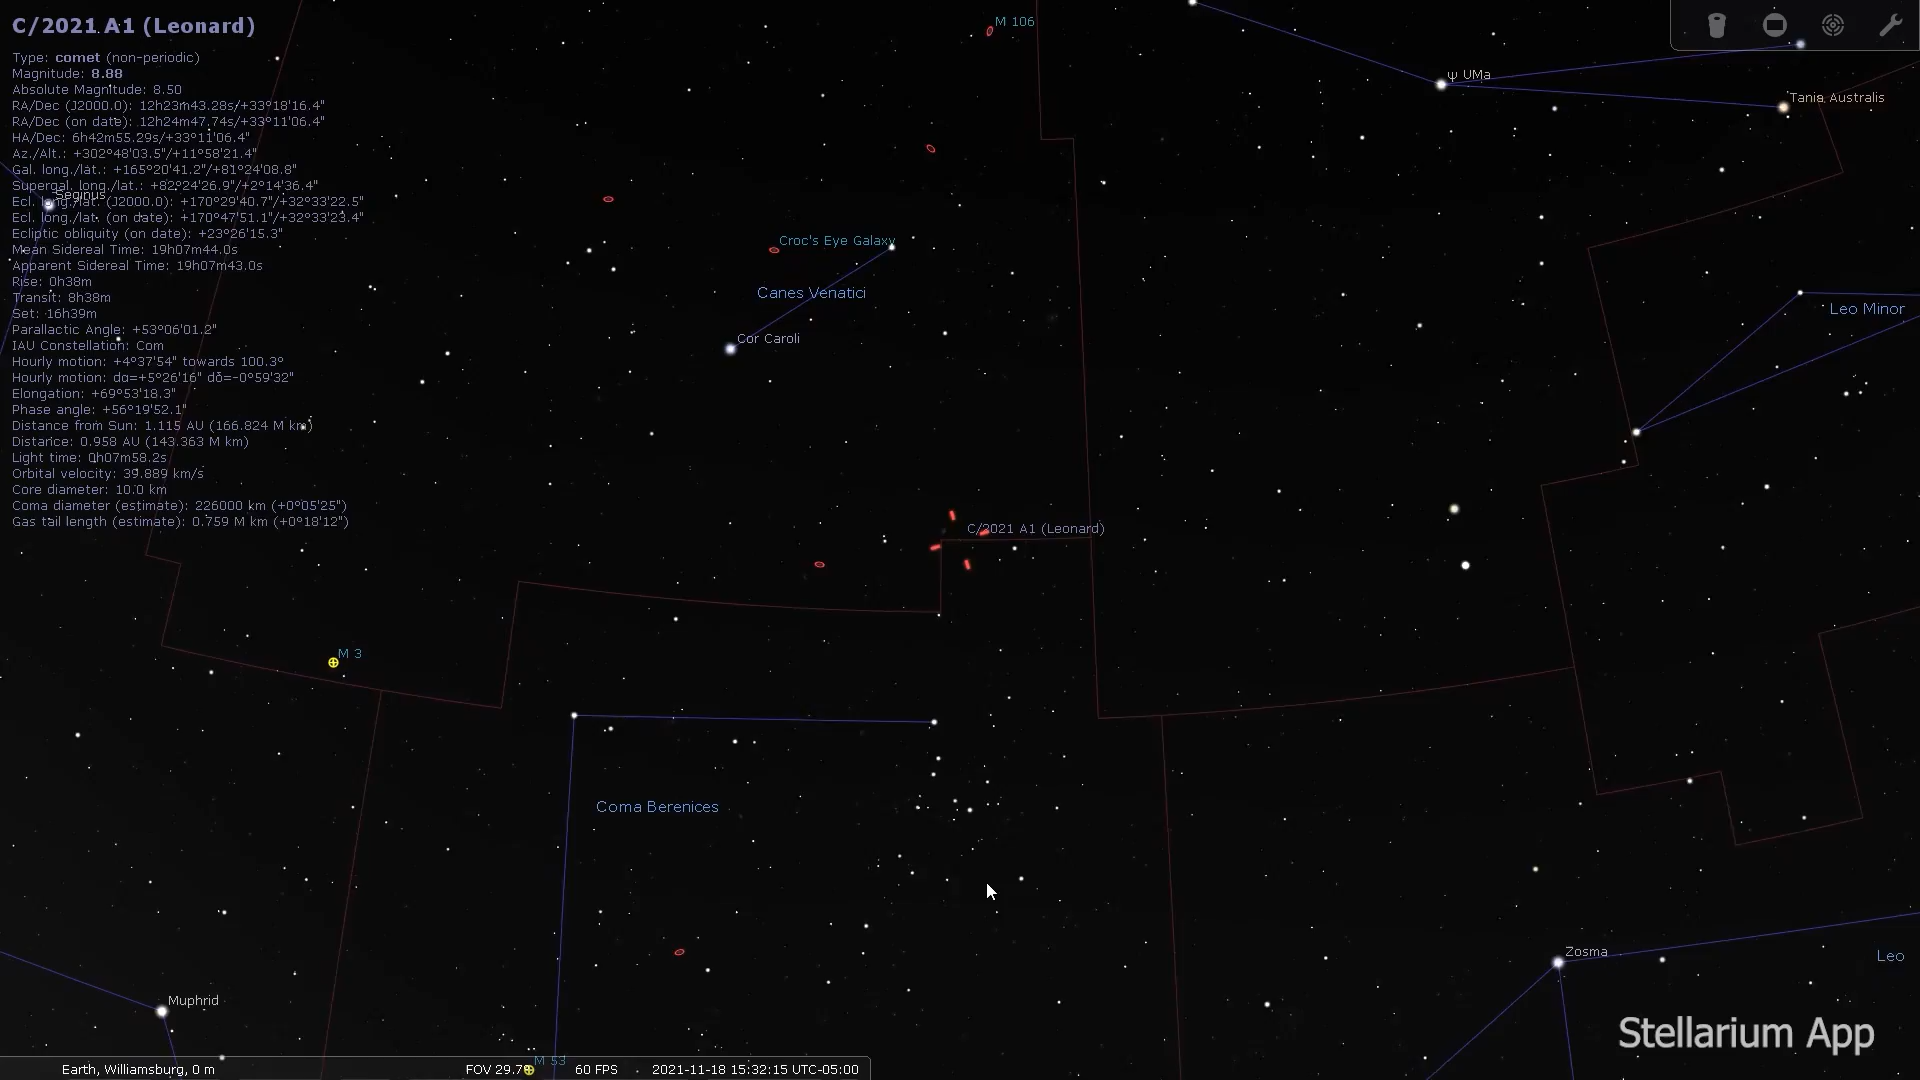 C/2021 A1 (Leonard)
Type: comet (non-periodic)
Magnitude: 8.88
Absolute Magnitude: 8.50
RA/Dec (J2000.0): 12h23m43.28s/+33°18'16.4"
RA/Dec (on date): 12h24m47.74s/+33°11'06.4"
HA/Dec: 6h42m55.29s/+33°11'06.4"
Az./Alt.: +302°48'03.5"/+11°58'21.4"
Gal. long./lat.: +165°20'41.2"/+81°24'08.8"
Supergal. long./lat.: +82°24'26.9"/+2°14'36.4"
Ecl. long./lat. (J2000.0): +170°29'40.7"/+32°33'22.5"
Ecl. long./lat. (on date): +170°47'51.1"/+32°33'23.4"
Ecliptic obliquity (on date): +23°26'15.3"
Mean Sidereal Time: 19h07m44.0s
Apparent Sidereal Time: 19h07m43.0s
Rise: 0h38m
Transit: 8h38m
Set: 16h39m
Parallactic Angle: +53°06'01.2"
IAU Constellation: Com
Hourly motion: +4°37'54" towards 100.3°
Hourly motion: dα=+5°26'16" dδ=-0°59'32"
Elongation: +69°53'18.3"
Phase angle: +56°19'52.1"
Distance from Sun: 1.115 AU (166.824 M km)
Distance: 0.958 AU (143.363 M km)
Light time: 0h07m58.2s
Orbital velocity: 39.889 km/s
Core diameter: 10.0 km
Coma diameter (estimate): 226000 km (+0°05'25")
Gas tail length (estimate): 0.759 M km (+0°18'12")
M 106
ψ UMa
Tania Australis
Seginus
Croc's Eye Galaxy
Canes Venatici
Leo Minor
Cor Caroli
C/2021 A1 (Leonard)
M 3
Coma Berenices
Zosma
Leo
Muphrid
Stellarium App
M 53
Earth, Williamsburg, 0 m
FOV 29.7
60 FPS
2021-11-18 15:32:15 UTC-05:00